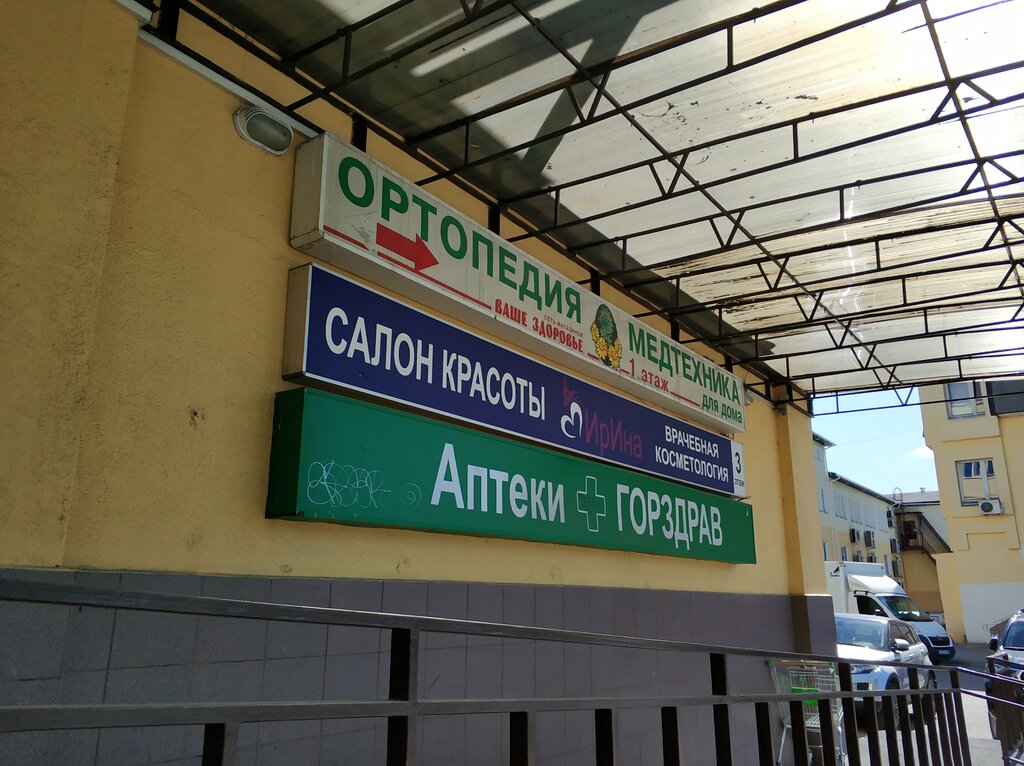 ОРТОПЕДИЯ
СЕТЬ МАГАЗИНОВ
ВАШЕ ЗДОРОВЬЕ
МЕДТЕХНИКА
для дома
1 этаж
САЛОН КРАСОТЫ
ИрИна
ВРАЧЕБНАЯ
КОСМЕТОЛОГИЯ
3
этаж
Аптеки ГОРЗДРАВ